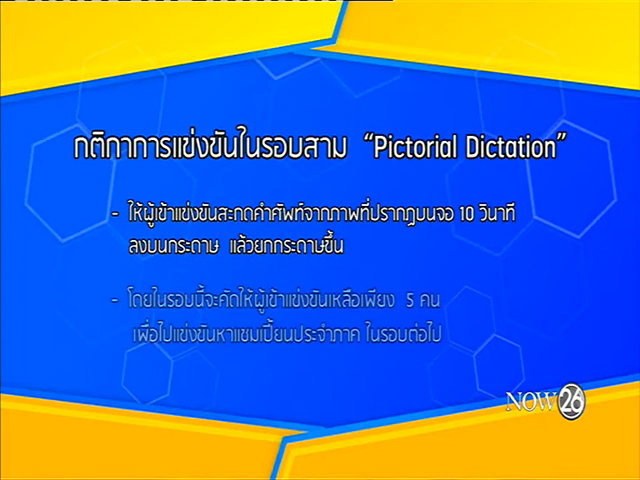 กติกาการแข่งขันในรอบสาม “Pictorial Dictation”
- ให้ผู้เข้าแข่งขันสะกดคำศัพท์จากภาพที่ปรากฏบนจอ 10 วินาที
ลงบนกระดาษ แล้วยกกระดาษขึ้น
- โดยในรอบนี้จะคัดให้ผู้เข้าแข่งขันเหลือเพียง 5 คน
เพื่อไปแข่งขันหาแชมเปี้ยนประจำภาค ในรอบต่อไป
NOW26